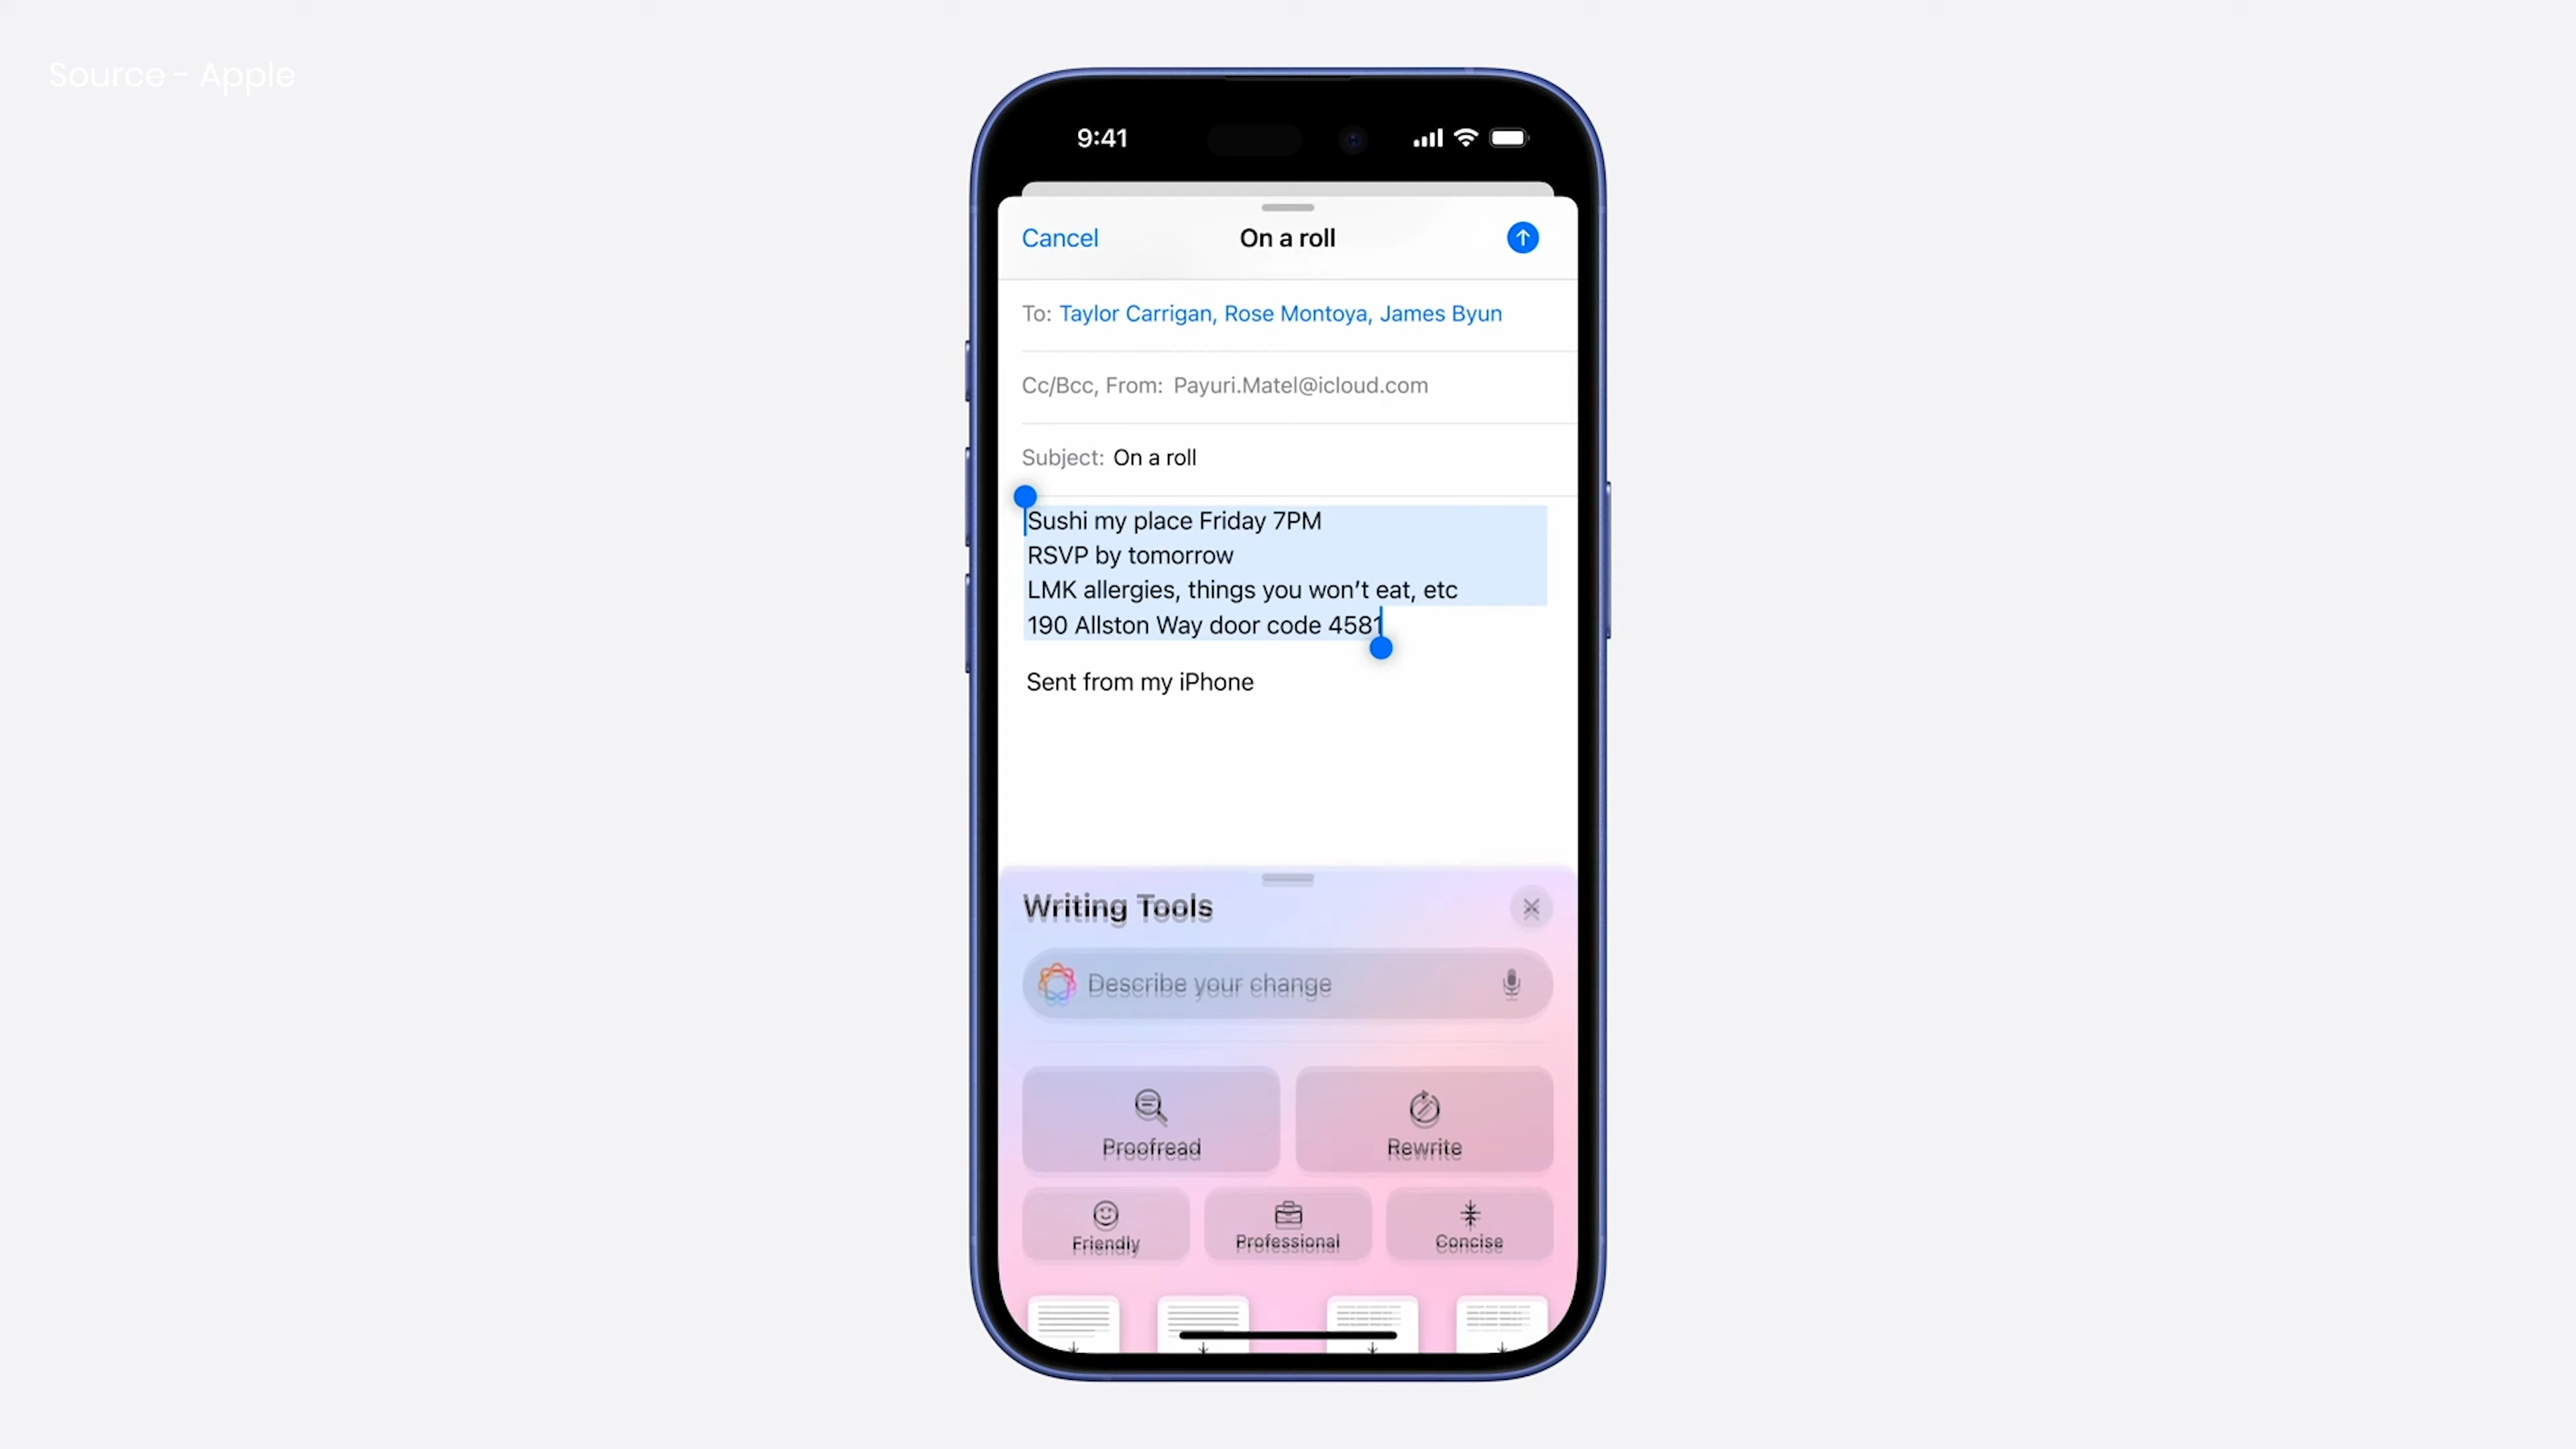 Source - Apple
9:41
Cancel
On a roll
To: Taylor Carrigan, Rose Montoya, James Byun
Cc/Bcc, From: Payuri.Matel@icloud.com
Subject: On a roll
Sushi my place Friday 7PM
RSVP by tomorrow
LMK allergies, things you won’t eat, etc
190 Allston Way door code 4581
Sent from my iPhone
Writing Tools
Describe your change
Proofread
Rewrite
Friendly
Professional
Concise